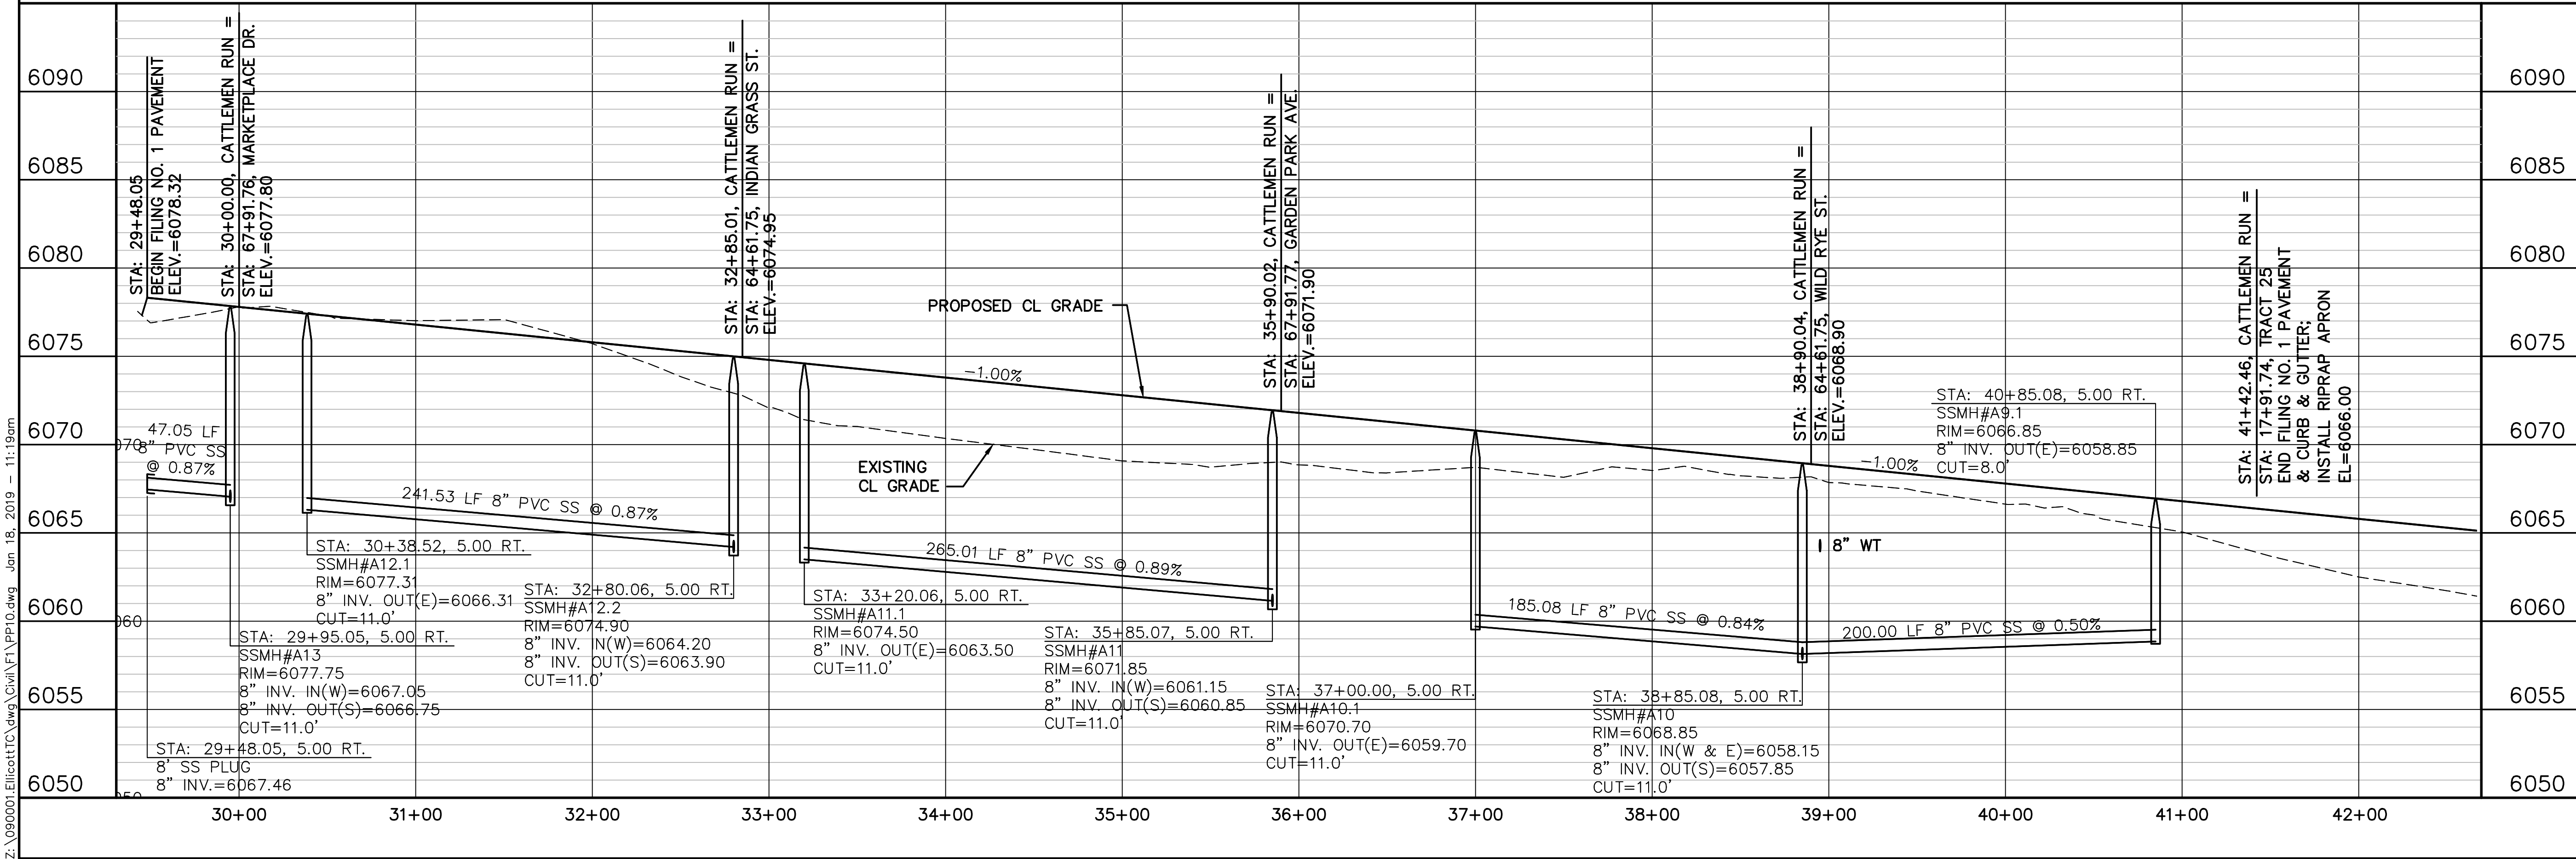 6090
6085
6080
6075
6070
6065
6060
6055
6050
Z:\090001.EllicottTC\dwg\Civil\F1\PP10.dwg Jan 18, 2019 - 11:19am
STA: 29+48.05
BEGIN FILING NO. 1 PAVEMENT
ELEV.=6078.32
STA: 30+00.00, CATTLEMEN RUN =
STA: 67+91.76, MARKETPLACE DR.
ELEV.=6077.80
STA: 32+85.01, CATTLEMEN RUN =
STA: 64+61.75, INDIAN GRASS ST.
ELEV.=6074.95
STA: 35+90.02, CATTLEMEN RUN =
STA: 67+91.77, GARDEN PARK AVE.
ELEV.=6071.90
STA: 38+90.04, CATTLEMEN RUN =
STA: 64+61.75, WILD RYE ST.
ELEV.=6068.90
STA: 41+42.46, CATTLEMEN RUN =
STA: 17+91.74, TRACT 25
END FILING NO. 1 PAVEMENT
& CURB & GUTTER;
INSTALL RIPRAP APRON
EL=6066.00
PROPOSED CL GRADE
-1.00%
EXISTING
CL GRADE
-1.00%
47.05 LF
8" PVC SS
@ 0.87%
241.53 LF 8" PVC SS @ 0.87%
265.01 LF 8" PVC SS @ 0.89%
185.08 LF 8" PVC SS @ 0.84%
200.00 LF 8" PVC SS @ 0.50%
8" WT
STA: 40+85.08, 5.00 RT.
SSMH#A9.1
RIM=6066.85
8" INV. OUT(E)=6058.85
CUT=8.0'
STA: 30+38.52, 5.00 RT.
SSMH#A12.1
RIM=6077.31
8" INV. OUT(E)=6066.31
CUT=11.0'
STA: 29+95.05, 5.00 RT.
SSMH#A13
RIM=6077.75
8" INV. IN(W)=6067.05
8" INV. OUT(S)=6066.75
CUT=11.0'
STA: 29+48.05, 5.00 RT.
8' SS PLUG
8" INV.=6067.46
STA: 32+80.06, 5.00 RT.
SSMH#A12.2
RIM=6074.90
8" INV. IN(W)=6064.20
8" INV. OUT(S)=6063.90
CUT=11.0'
STA: 33+20.06, 5.00 RT.
SSMH#A11.1
RIM=6074.50
8" INV. OUT(E)=6063.50
CUT=11.0'
STA: 35+85.07, 5.00 RT.
SSMH#A11
RIM=6071.85
8" INV. IN(W)=6061.15
8" INV. OUT(S)=6060.85
CUT=11.0'
STA: 37+00.00, 5.00 RT.
SSMH#A10.1
RIM=6070.70
8" INV. OUT(E)=6059.70
CUT=11.0'
STA: 38+85.08, 5.00 RT.
SSMH#A10
RIM=6068.85
8" INV. IN(W & E)=6058.15
8" INV. OUT(S)=6057.85
CUT=11.0'
6090
6085
6080
6075
6070
6065
6060
6055
6050
30+00
31+00
32+00
33+00
34+00
35+00
36+00
37+00
38+00
39+00
40+00
41+00
42+00